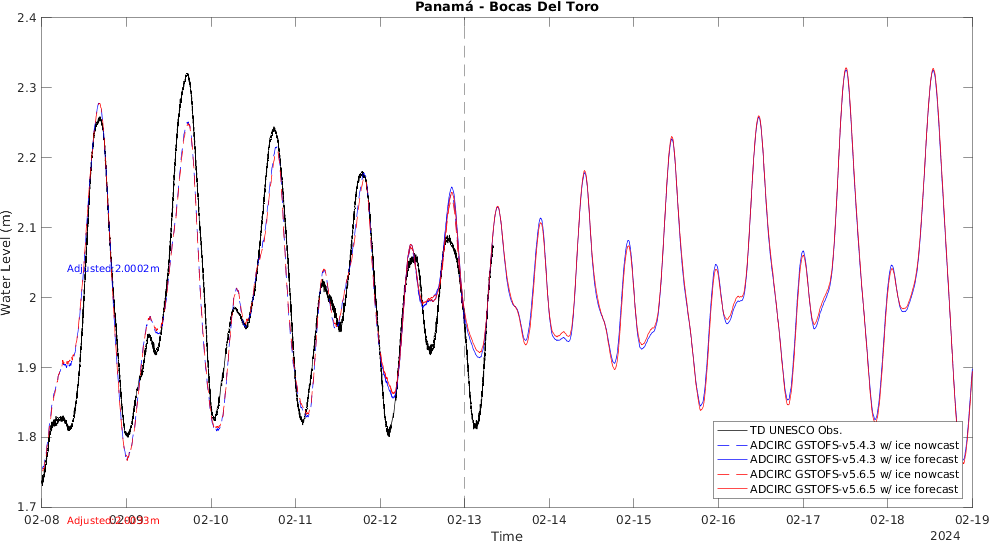 Panamá - Bocas Del Toro
2.4
2.3
2.2
2.1
2
1.9
1.8
1.7
Water Level (m)
Adjusted:2.0002m
TD UNESCO Obs.
ADCIRC GSTOFS-v5.4.3 w/ ice nowcast
ADCIRC GSTOFS-v5.4.3 w/ ice forecast
ADCIRC GSTOFS-v5.6.5 w/ ice nowcast
ADCIRC GSTOFS-v5.6.5 w/ ice forecast
02-08 02-09 02-10 02-11 02-12 02-13 02-14 02-15 02-16 02-17 02-18 02-19
Time
2024